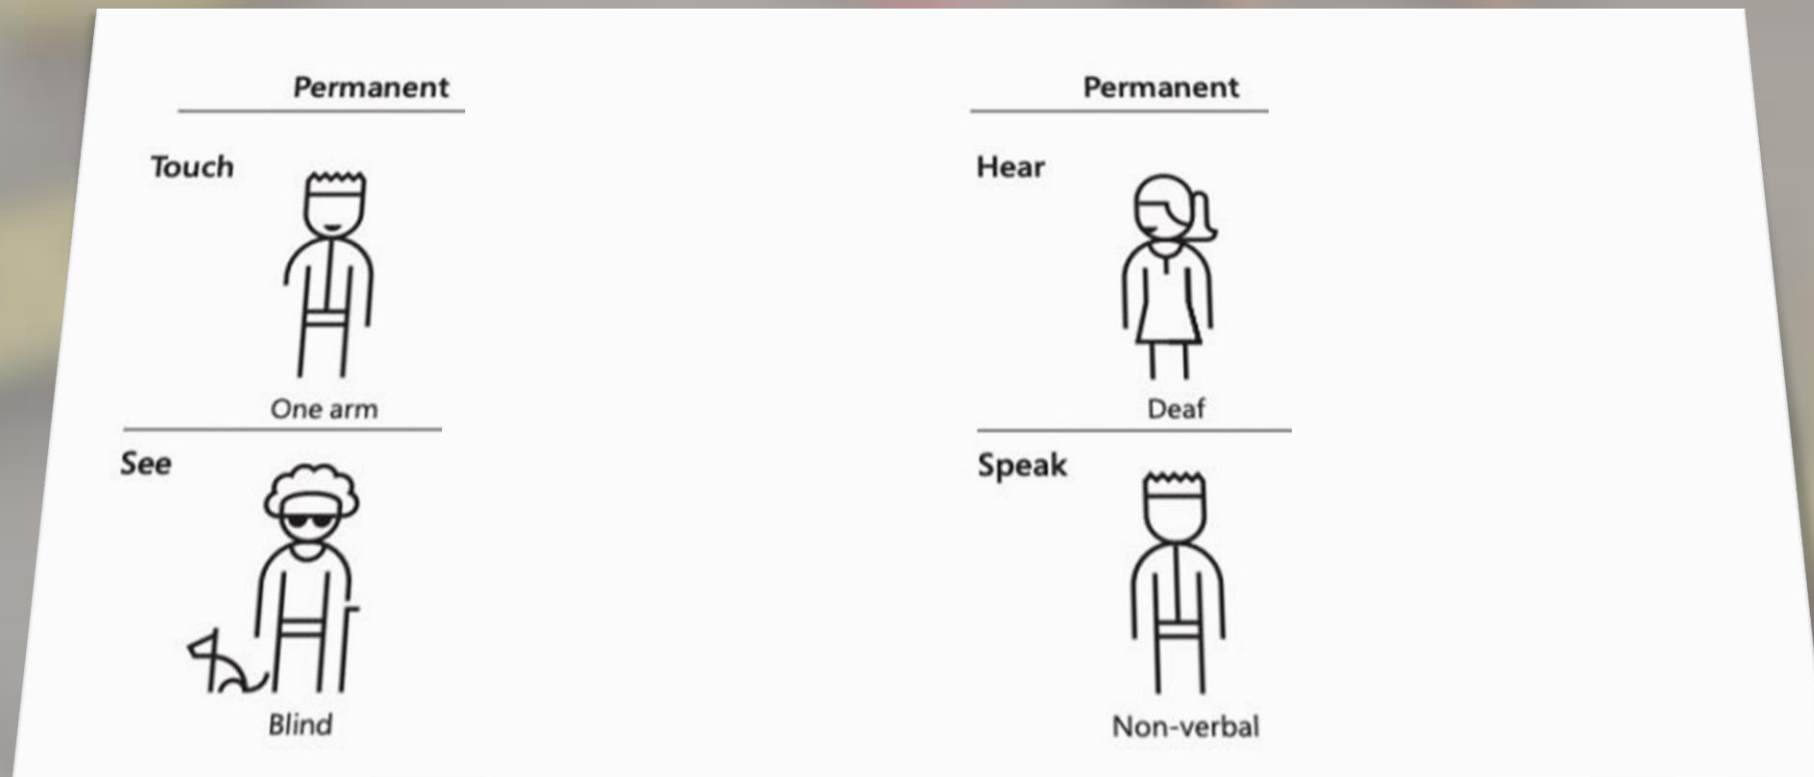 Permanent
Touch
One arm
See
Blind
Permanent
Hear
Deaf
Speak
Non-verbal